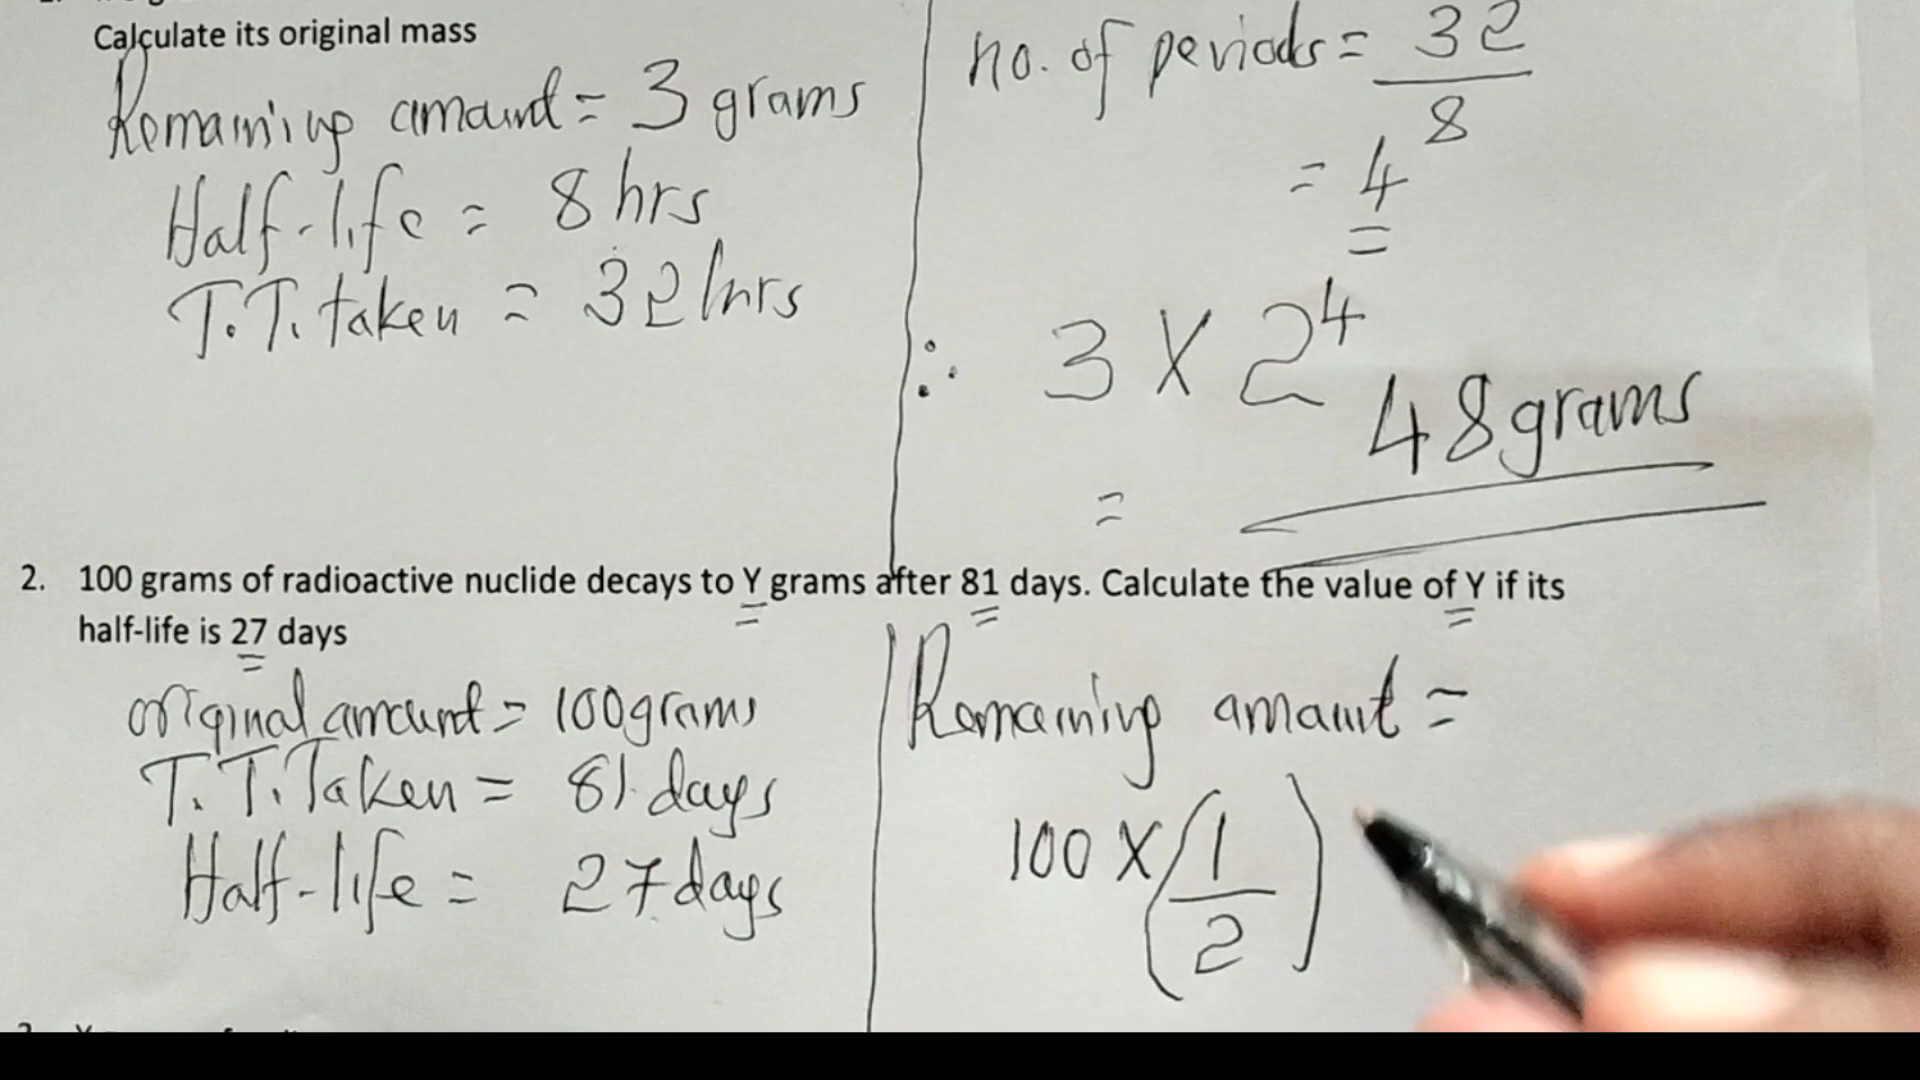 Calculate its original mass
Remaining amount = 3 grams
Half-life = 8 hrs
T.T. taken = 32 hrs
no. of periods = 32
8
= 4
=
∴ 3 X 2⁴
48 grams
=
2. 100 grams of radioactive nuclide decays to Y grams after 81 days. Calculate the value of Y if its
half-life is 27 days
original amount = 100 grams
T. T. Taken = 81 days
Half-life = 27 days
Remaining amount =
100 X (1
2)